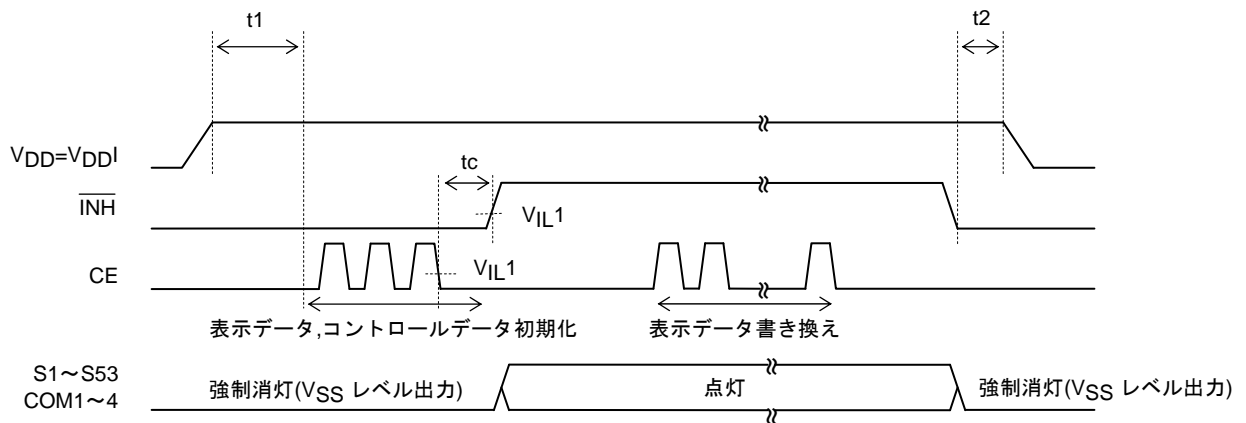 t1
t2
VDD=VDDI
tc
INH
VIL1
CE
VIL1
表示データ,コントロールデータ初期化
表示データ書き換え
S1～S53
COM1～4
強制消灯(VSS レベル出力)
点灯
強制消灯(VSS レベル出力)